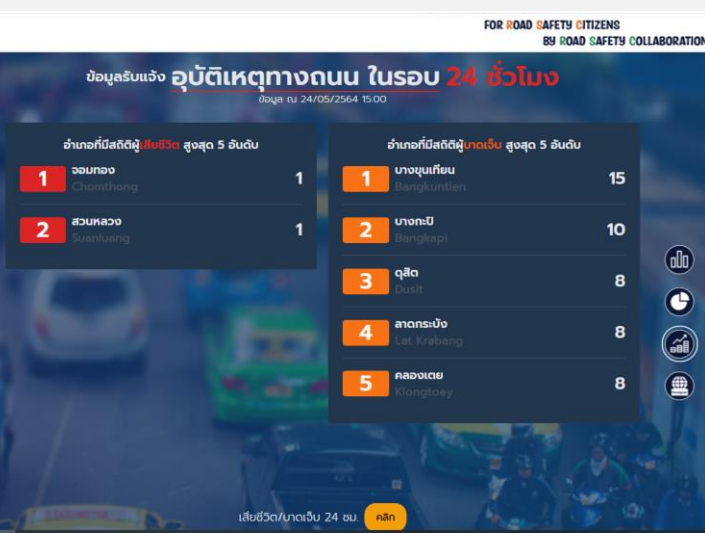 FOR ROAD SAFETY CITIZENS
BY ROAD SAFETY COLLABORATION
ข้อมูลรับแจ้ง อุบัติเหตุทางถนน ในรอบ 24 ชั่วโมง
ข้อมูล ณ 24/05/2564 15:00
อำเภอที่มีสถิติผู้เสียชีวิต สูงสุด 5 อันดับ
1 จอมทอง 1
Chomthong
2 สวนหลวง 1
Suanluang
อำเภอที่มีสถิติผู้บาดเจ็บ สูงสุด 5 อันดับ
1 บางขุนเทียน 15
Bangkuntien
2 บางกะปิ 10
Bangkapi
3 ดุสิต 8
Dusit
4 ลาดกระบัง 8
Lat Krabang
5 คลองเตย 8
Klongtoey
เสียชีวิต/บาดเจ็บ 24 ชม. คลิก